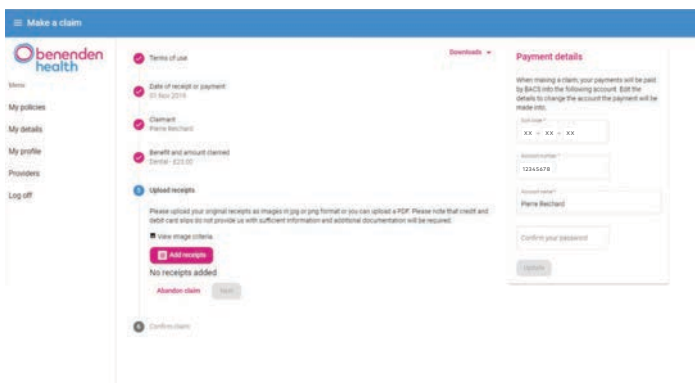 Make a claim
benenden
health
Menu
My policies
My details
My profile
Providers
Log off
Terms of use
Downloads
Date of receipt or payment
01 Nov 2019
Claimant
Pierre Reichard
Benefit and amount claimed
Dental - £25.00
5 Upload receipts
Please upload your original receipts as images in jpg or png format or you can upload a PDF. Please note that credit and
debit card slips do not provide us with sufficient information and additional documentation will be required.
View image criteria
Add receipts
No receipts added
Abandon claim Next
6 Confirm claim
Payment details
When making a claim, your payments will be paid
by BACS into the following account. Edit the
details to change the account the payment will be
made into.
Sort code *
xx - xx - xx
Account number *
12345678
Account name *
Pierre Reichard
Confirm your password
Update